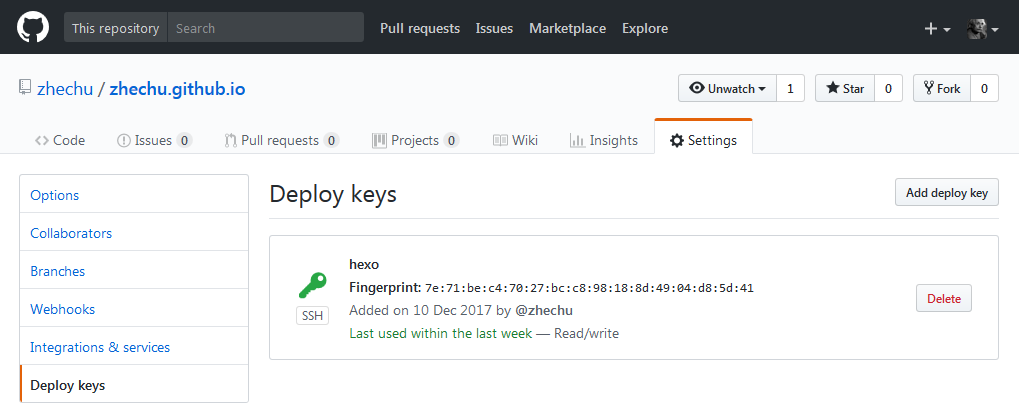 This repository Search Pull requests Issues Marketplace Explore
zhechu / zhechu.github.io Unwatch 1 Star 0 Fork 0
Code Issues 0 Pull requests 0 Projects 0 Wiki Insights Settings
Options
Collaborators
Branches
Webhooks
Integrations & services
Deploy keys
Deploy keys Add deploy key
hexo
Fingerprint: 7e:71:be:c4:70:27:bc:c8:98:18:8d:49:04:d8:5d:41
SSH
Added on 10 Dec 2017 by @zhechu
Last used within the last week — Read/write
Delete